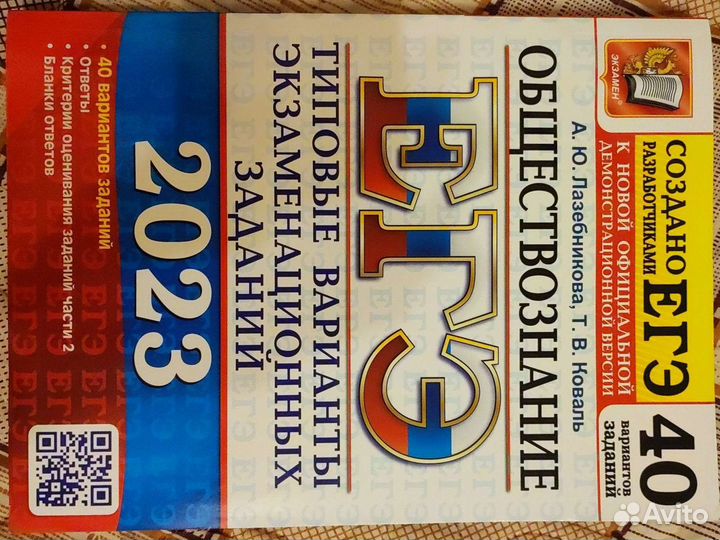 ЭКЗАМЕН®
СОЗДАНО
РАЗРАБОТЧИКАМИ
ЕГЭ
К НОВОЙ ОФИЦИАЛЬНОЙ
ДЕМОНСТРАЦИОННОЙ ВЕРСИИ
40
вариантов
заданий
А. Ю. Лазебникова, Т. В. Коваль
ОБЩЕСТВОЗНАНИЕ
ЕГЭ
ТИПОВЫЕ ВАРИАНТЫ
ЭКЗАМЕНАЦИОННЫХ
ЗАДАНИЙ
2023
• 40 вариантов заданий
• Ответы
• Критерии оценивания заданий части 2
• Бланки ответов
Avito